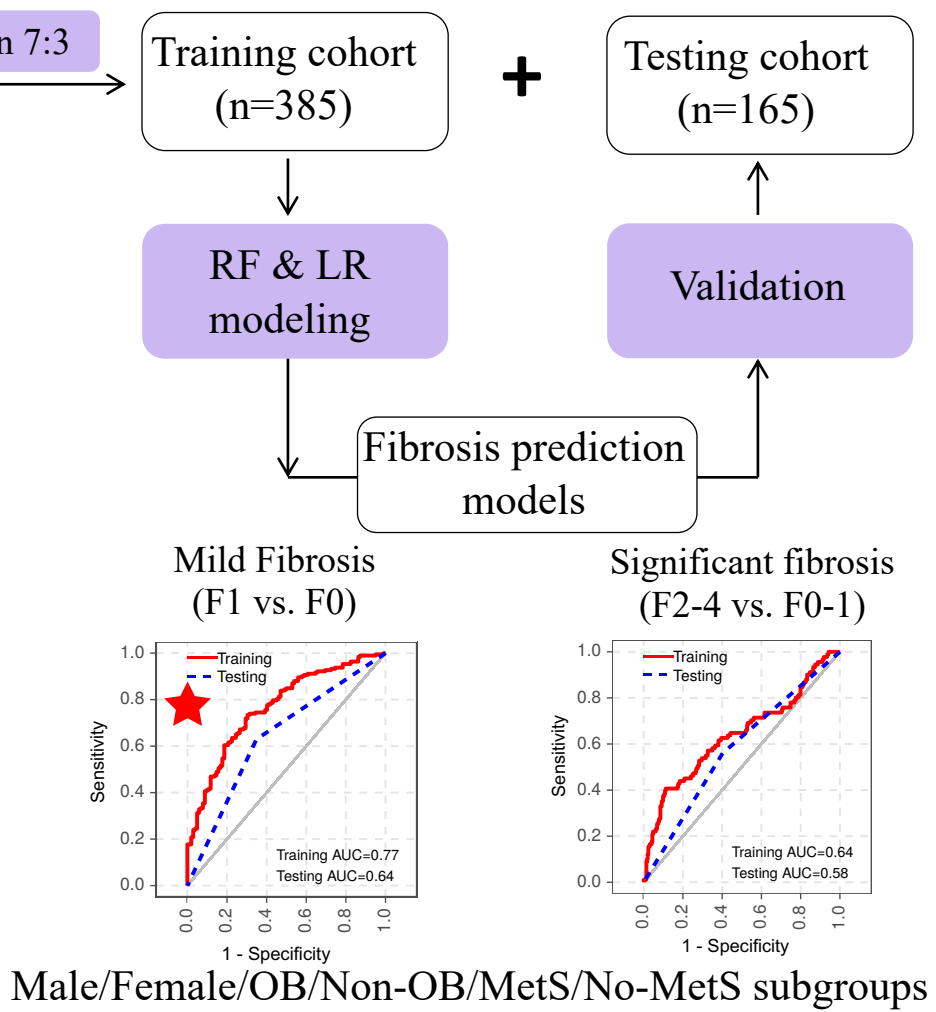 n 7:3
Training cohort
(n=385)
+
Testing cohort
(n=165)
RF & LR
modeling
Validation
Fibrosis prediction
models
Mild Fibrosis
(F1 vs. F0)
Training
Testing
Sensitivity
1.0
0.8
0.6
0.4
0.2
0.0
Training AUC=0.77
Testing AUC=0.64
0.0
0.2
0.4
0.6
0.8
1.0
1 - Specificity
Significant fibrosis
(F2-4 vs. F0-1)
Training
Testing
Sensitivity
1.0
0.8
0.6
0.4
0.2
0.0
Training AUC=0.64
Testing AUC=0.58
0.0
0.2
0.4
0.6
0.8
1.0
1 - Specificity
Male/Female/OB/Non-OB/MetS/No-MetS subgroups